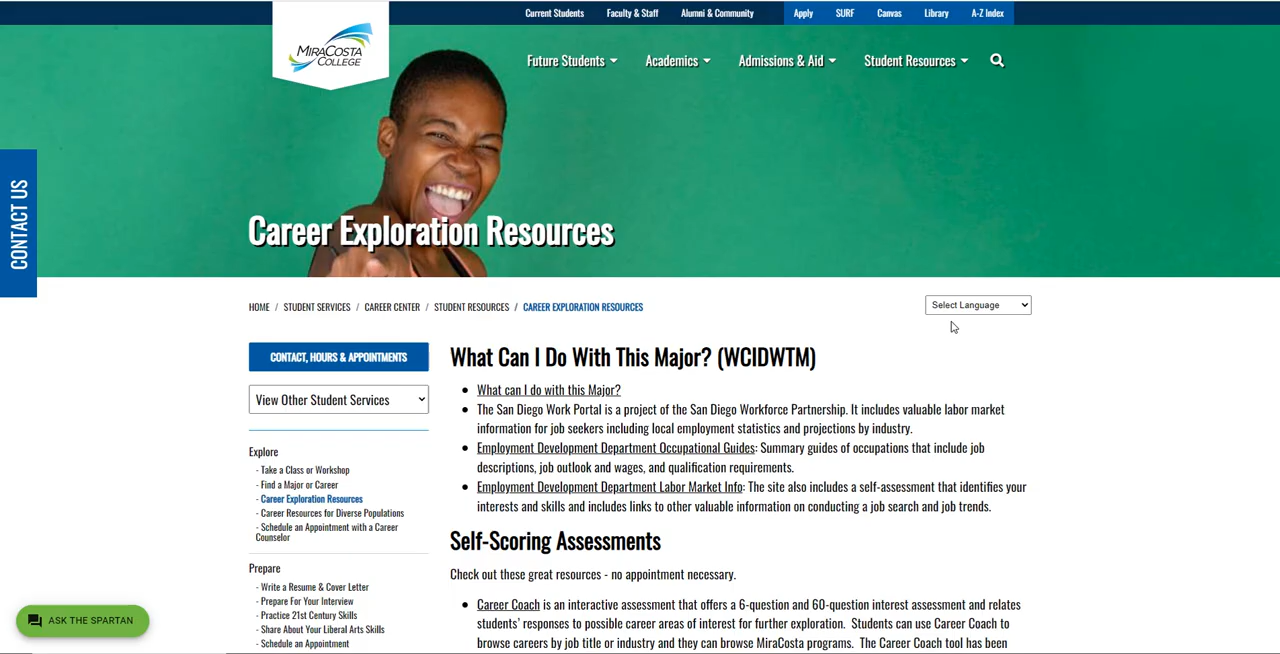 Current Students Faculty & Staff Alumni & Community Apply SURF Canvas Library A-Z Index
MIRACOSTA
COLLEGE
Future Students Academics Admissions & Aid Student Resources
CONTACT US
Career Exploration Resources
HOME / STUDENT SERVICES / CAREER CENTER / STUDENT RESOURCES / CAREER EXPLORATION RESOURCES
Select Language
CONTACT, HOURS & APPOINTMENTS
View Other Student Services
Explore
- Take a Class or Workshop
- Find a Major or Career
- Career Exploration Resources
- Career Resources for Diverse Populations
- Schedule an Appointment with a Career
Counselor
Prepare
- Write a Resume & Cover Letter
- Prepare For Your Interview
- Practice 21st Century Skills
- Share About Your Liberal Arts Skills
- Schedule an Appointment
ASK THE SPARTAN
What Can I Do With This Major? (WCIDWTM)
• What can I do with this Major?
• The San Diego Work Portal is a project of the San Diego Workforce Partnership. It includes valuable labor market
information for job seekers including local employment statistics and projections by industry.
• Employment Development Department Occupational Guides: Summary guides of occupations that include job
descriptions, job outlook and wages, and qualification requirements.
• Employment Development Department Labor Market Info: The site also includes a self-assessment that identifies your
interests and skills and includes links to other valuable information on conducting a job search and job trends.
Self-Scoring Assessments
Check out these great resources - no appointment necessary.
• Career Coach is an interactive assessment that offers a 6-question and 60-question interest assessment and relates
students' responses to possible career areas of interest for further exploration. Students can use Career Coach to
browse careers by job title or industry and they can browse MiraCosta programs. The Career Coach tool has been